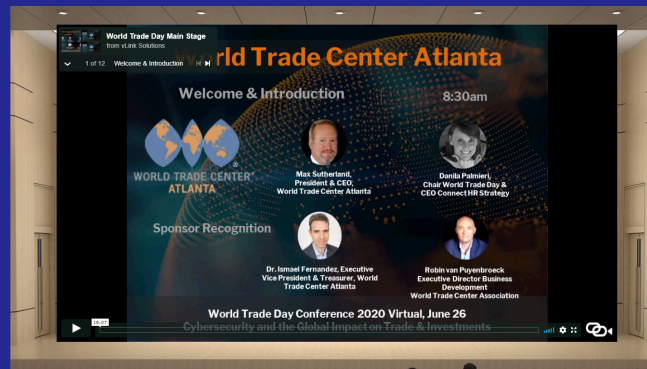 World Trade Day Main Stage
from vLink Solutions
1 of 12 Welcome & Introduction
World Trade Center Atlanta
Welcome & Introduction
8:30am
WORLD TRADE CENTER®
ATLANTA
Max Sutherland,
President & CEO,
World Trade Center Atlanta
Danila Palmieri,
Chair World Trade Day &
CEO Connect HR Strategy
Sponsor Recognition
Dr. Ismael Fernandez, Executive
Vice President & Treasurer, World
Trade Center Atlanta
Robin van Puyenbroeck
Executive Director Business
Development
World Trade Center Association
World Trade Day Conference 2020 Virtual, June 26
Cybersecurity and the Global Impact on Trade & Investments